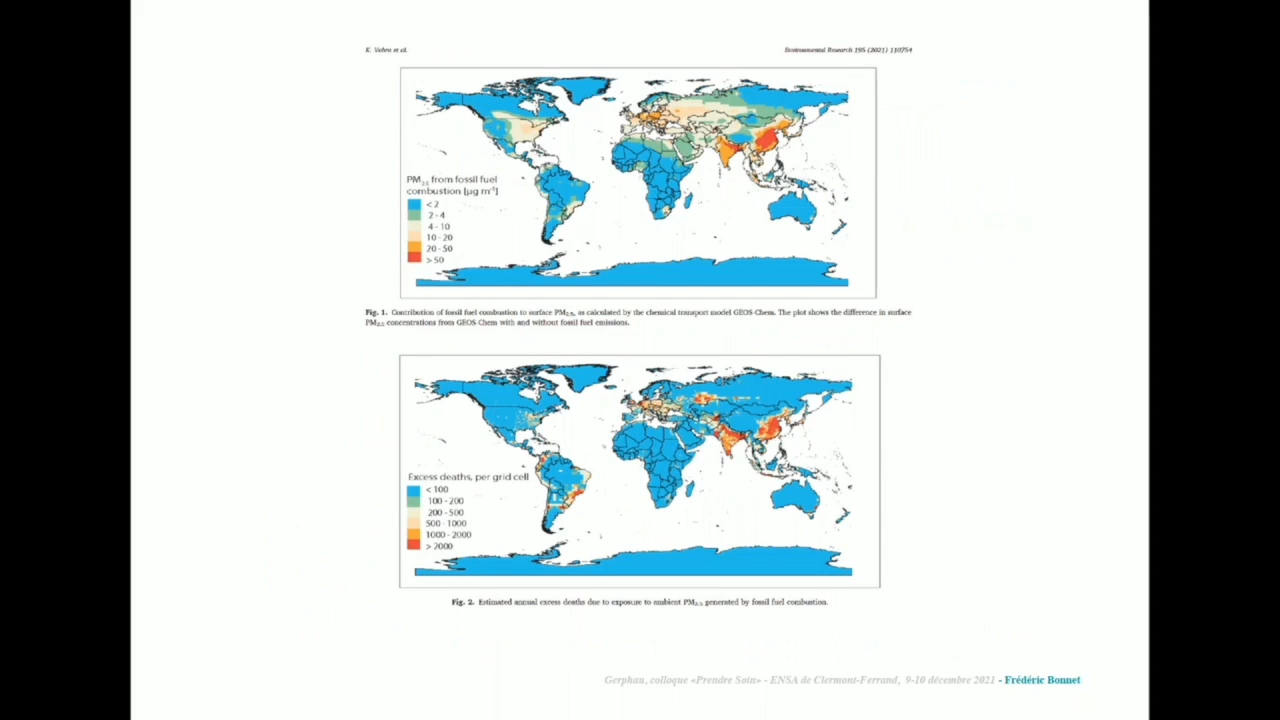 K. Vohra et al.
Environmental Research 195 (2021) 110754
PM2.5 from fossil fuel
combustion [µg m-3]
< 2
2 - 4
4 - 10
10 - 20
20 - 50
> 50
Fig. 1. Contribution of fossil fuel combustion to surface PM2.5, as calculated by the chemical transport model GEOS-Chem. The plot shows the difference in surface
PM2.5 concentrations from GEOS-Chem with and without fossil fuel emissions.
Excess deaths, per grid cell
< 100
100 - 200
200 - 500
500 - 1000
1000 - 2000
> 2000
Fig. 2. Estimated annual excess deaths due to exposure to ambient PM2.5 generated by fossil fuel combustion.
Gerphau, colloque «Prendre Soin» - ENSA de Clermont-Ferrand, 9-10 décembre 2021 - Frédéric Bonnet